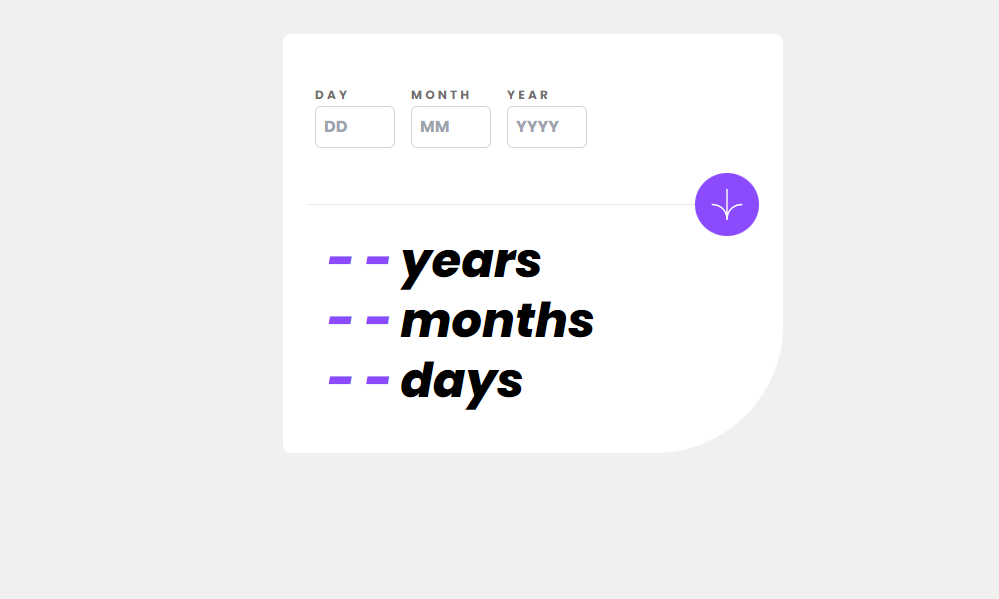 DAY MONTH YEAR
DD MM YYYY
- - years
- - months
- - days